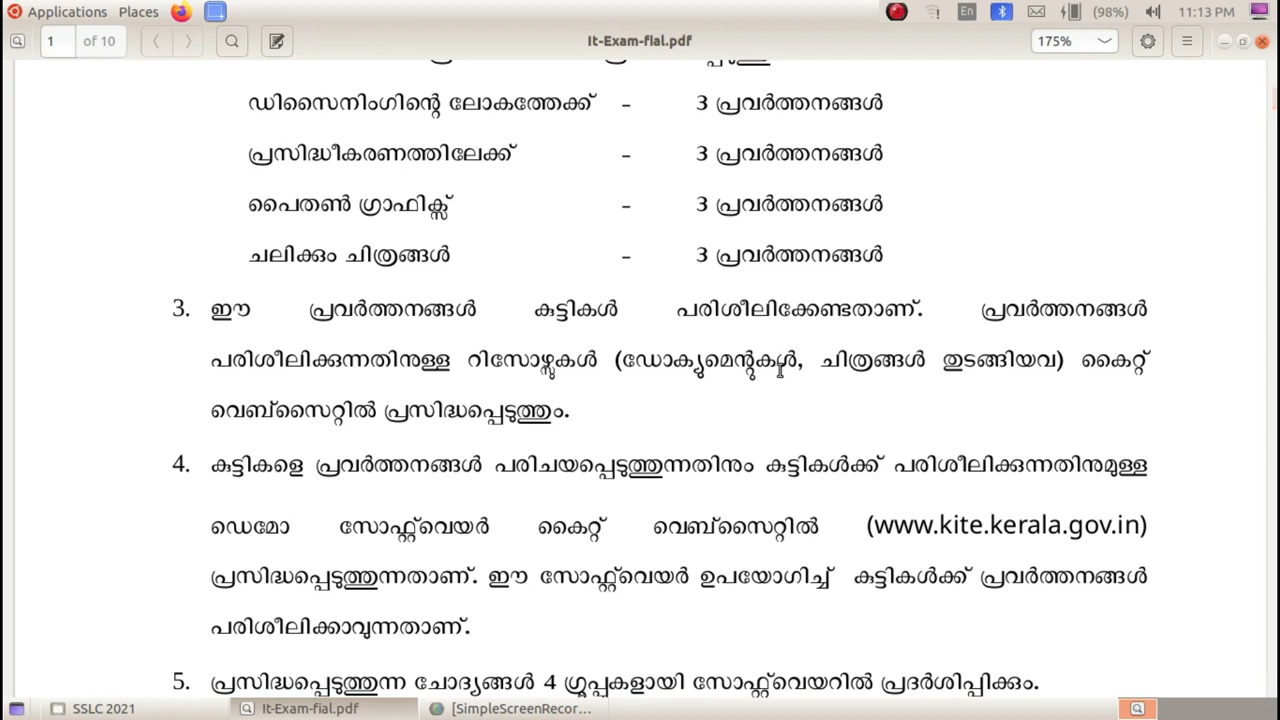 Applications Places En (98%) 11:13 PM
1 of 10 It-Exam-fial.pdf 175%
ഡിസൈനിംഗിന്റെ ലോകത്തേക്ക് - 3 പ്രവർത്തനങ്ങൾ
പ്രസിദ്ധീകരണത്തിലേക്ക് - 3 പ്രവർത്തനങ്ങൾ
പൈതൺ ഗ്രാഫിക്സ് - 3 പ്രവർത്തനങ്ങൾ
ചലിക്കും ചിത്രങ്ങൾ - 3 പ്രവർത്തനങ്ങൾ
3. ഈ പ്രവർത്തനങ്ങൾ കുട്ടികൾ പരിശീലിക്കേണ്ടതാണ്. പ്രവർത്തനങ്ങൾ
പരിശീലിക്കുന്നതിനുള്ള റിസോഴ്സുകൾ (ഡോക്യുമെന്റുകൾ, ചിത്രങ്ങൾ തുടങ്ങിയവ) കൈറ്റ്
വെബ്സൈറ്റിൽ പ്രസിദ്ധപ്പെടുത്തും.
4. കുട്ടികളെ പ്രവർത്തനങ്ങൾ പരിചയപ്പെടുത്തുന്നതിനും കുട്ടികൾക്ക് പരിശീലിക്കുന്നതിനുമുള്ള
ഡെമോ സോഫ്റ്റ്‌വെയർ കൈറ്റ് വെബ്സൈറ്റിൽ (www.kite.kerala.gov.in)
പ്രസിദ്ധപ്പെടുത്തുന്നതാണ്. ഈ സോഫ്റ്റ്‌വെയർ ഉപയോഗിച്ച് കുട്ടികൾക്ക് പ്രവർത്തനങ്ങൾ
പരിശീലിക്കാവുന്നതാണ്.
5. പ്രസിദ്ധപ്പെടുത്തുന്ന ചോദ്യങ്ങൾ 4 ഗ്രൂപ്പുകളായി സോഫ്റ്റ്‌വെയറിൽ പ്രദർശിപ്പിക്കും.
SSLC 2021 It-Exam-fial.pdf [SimpleScreenRecor...